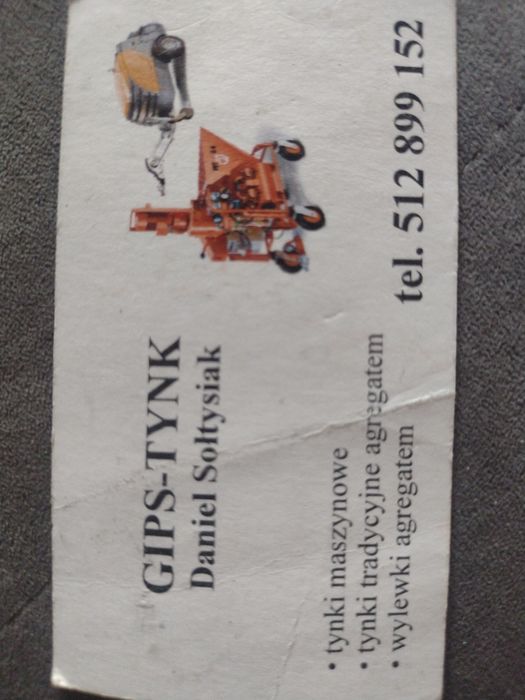 GIPS-TYNK
Daniel Sołtysiak
• tynki maszynowe
• tynki tradycyjne agregatem
• wylewki agregatem
tel. 512 899 152